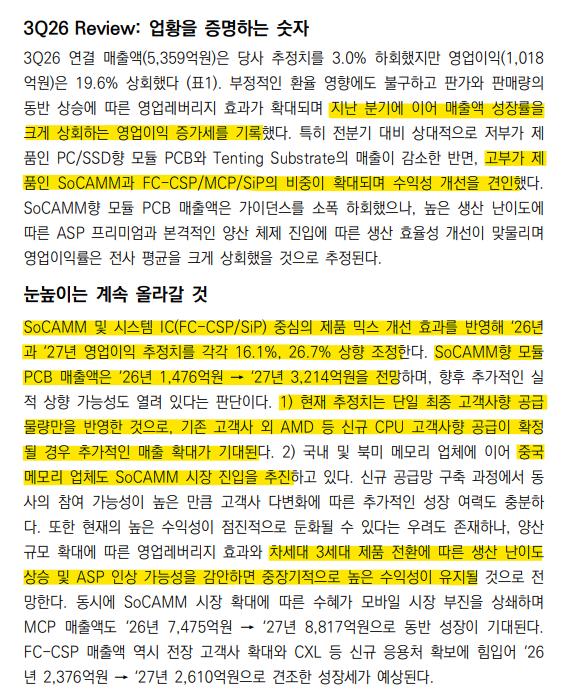 3Q26 Review: 업황을 증명하는 숫자
3Q26 연결 매출액(5,359억원)은 당사 추정치를 3.0% 하회했지만 영업이익(1,018
억원)은 19.6% 상회했다 (표1). 부정적인 환율 영향에도 불구하고 판가와 판매량의
동반 상승에 따른 영업레버리지 효과가 확대되며 지난 분기에 이어 매출액 성장률을
크게 상회하는 영업이익 증가세를 기록했다. 특히 전분기 대비 상대적으로 저부가 제
품인 PC/SSD향 모듈 PCB와 Tenting Substrate의 매출이 감소한 반면, 고부가 제
품인 SoCAMM과 FC-CSP/MCP/SiP의 비중이 확대되며 수익성 개선을 견인했다.
SoCAMM향 모듈 PCB 매출액은 가이던스를 소폭 하회했으나, 높은 생산 난이도에
따른 ASP 프리미엄과 본격적인 양산 체제 진입에 따른 생산 효율성 개선이 맞물리며
영업이익률은 전사 평균을 크게 상회했을 것으로 추정된다.
눈높이는 계속 올라갈 것
SoCAMM 및 시스템 IC(FC-CSP/SiP) 중심의 제품 믹스 개선 효과를 반영해 ‘26년
과 ‘27년 영업이익 추정치를 각각 16.1%, 26.7% 상향 조정한다. SoCAMM향 모듈
PCB 매출액은 ‘26년 1,476억원 → ‘27년 3,214억원을 전망하며, 향후 추가적인 실
적 상향 가능성도 열려 있다는 판단이다. 1) 현재 추정치는 단일 최종 고객사향 공급
물량만을 반영한 것으로, 기존 고객사 외 AMD 등 신규 CPU 고객사향 공급이 확정
될 경우 추가적인 매출 확대가 기대된다. 2) 국내 및 북미 메모리 업체에 이어 중국
메모리 업체도 SoCAMM 시장 진입을 추진하고 있다. 신규 공급망 구축 과정에서 동
사의 참여 가능성이 높은 만큼 고객사 다변화에 따른 추가적인 성장 여력도 충분하
다. 또한 현재의 높은 수익성이 점진적으로 둔화될 수 있다는 우려도 존재하나, 양산
규모 확대에 따른 영업레버리지 효과와 차세대 3세대 제품 전환에 따른 생산 난이도
상승 및 ASP 인상 가능성을 감안하면 중장기적으로 높은 수익성이 유지될 것으로 전
망한다. 동시에 SoCAMM 시장 확대에 따른 수혜가 모바일 시장 부진을 상쇄하며
MCP 매출액도 ‘26년 7,475억원 → ‘27년 8,817억원으로 동반 성장이 기대된다.
FC-CSP 매출액 역시 전장 고객사 확대와 CXL 등 신규 응용처 확보에 힘입어 ‘26
년 2,376억원 → ‘27년 2,610억원으로 견조한 성장세가 예상된다.